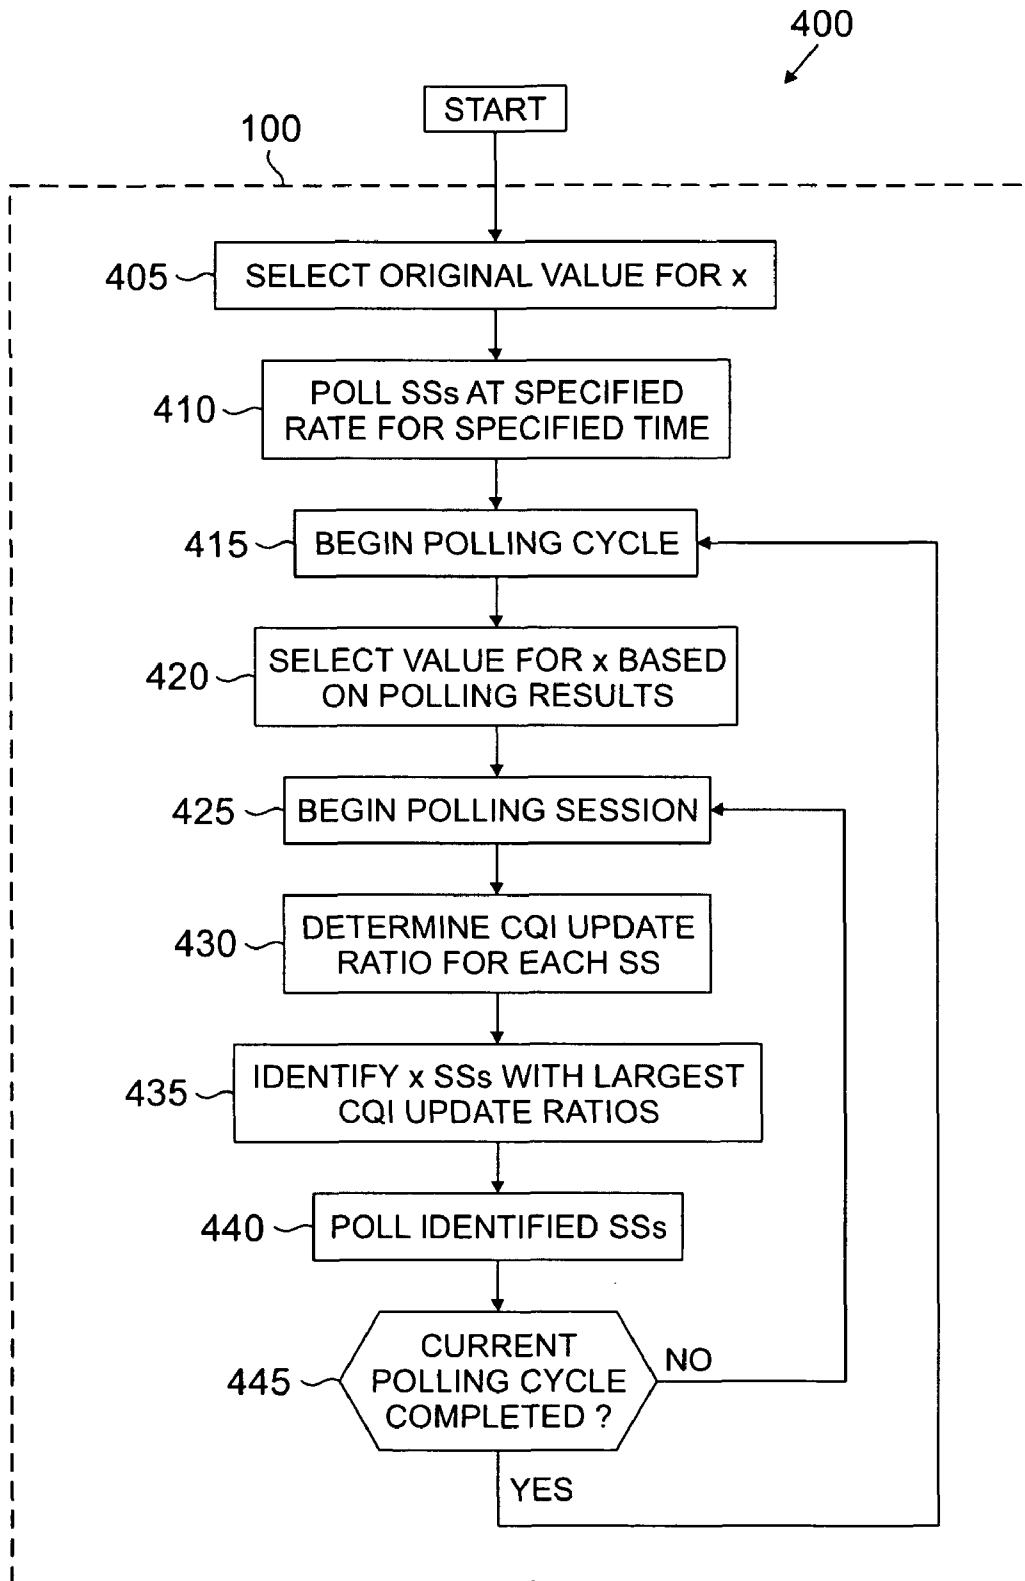 400
START
100
405
SELECT ORIGINAL VALUE FOR x
410
POLL SSs AT SPECIFIED
RATE FOR SPECIFIED TIME
415
BEGIN POLLING CYCLE
420
SELECT VALUE FOR x BASED
ON POLLING RESULTS
425
BEGIN POLLING SESSION
430
DETERMINE CQI UPDATE
RATIO FOR EACH SS
435
IDENTIFY x SSs WITH LARGEST
CQI UPDATE RATIOS
440
POLL IDENTIFIED SSs
445
CURRENT
POLLING CYCLE
COMPLETED ?
NO
YES